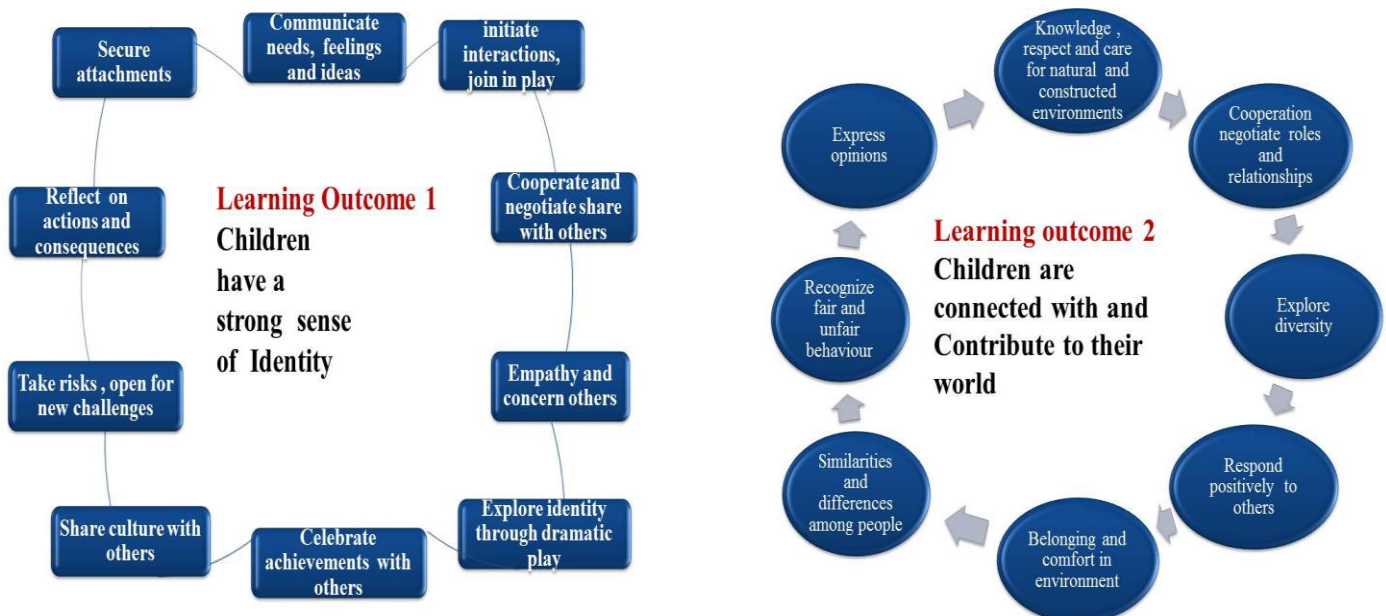 Communicate
needs, feelings
and ideas
initiate
interactions,
join in play
Cooperate and
negotiate share
with others
Empathy and
concern others
Explore identity
through dramatic
play
Celebrate
achievements with
others
Share culture with
others
Take risks , open for
new challenges
Reflect on
actions and
consequences
Secure
attachments
Learning Outcome 1
Children
have a
strong sense
of Identity
Knowledge ,
respect and care
for natural and
constructed
environments
Cooperation
negotiate roles
and
relationships
Explore
diversity
Respond
positively to
others
Belonging and
comfort in
environment
Similarities
and
differences
among people
Recognize
fair and
unfair
behaviour
Express
opinions
Learning outcome 2
Children are
connected with and
Contribute to their
world